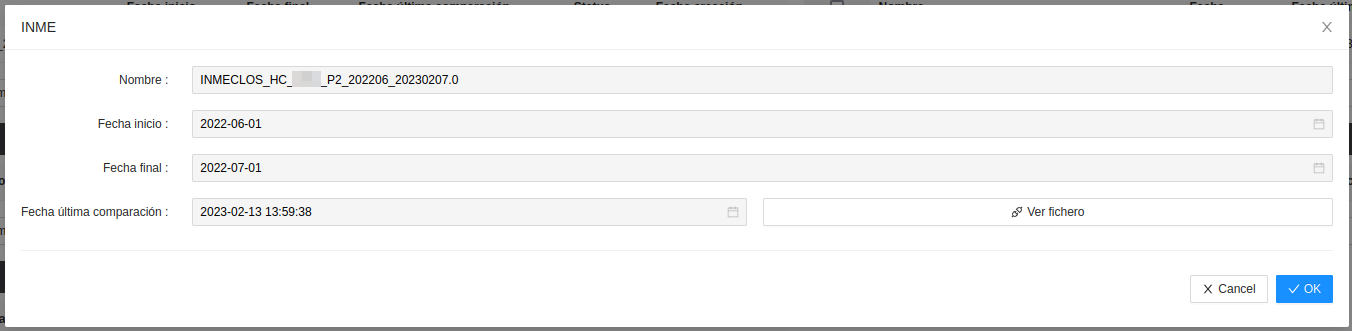 INME
Nombre :
INMECLOS_HC_ _P2_202206_20230207.0
Fecha inicio :
2022-06-01
Fecha final :
2022-07-01
Fecha última comparación :
2023-02-13 13:59:38
Ver fichero
Cancel
OK